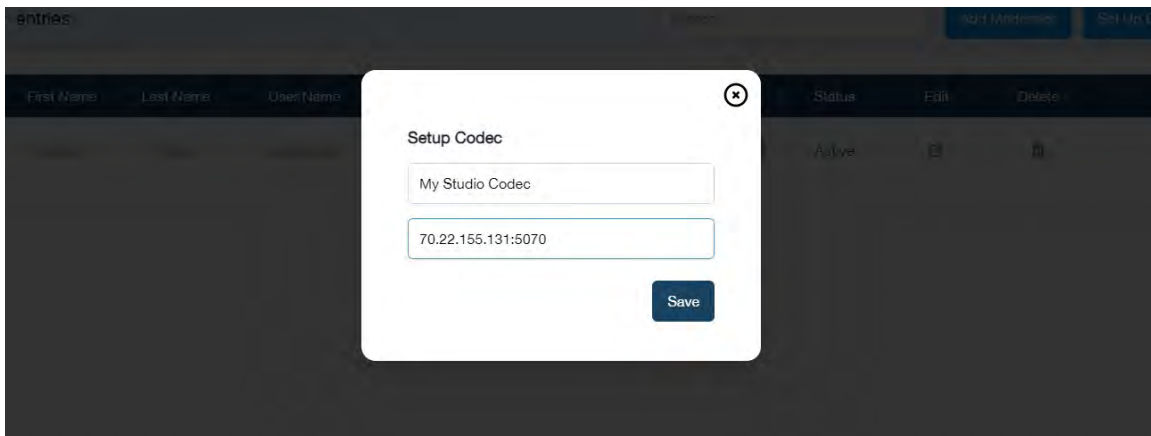 entries
Add Moderator
First Name Last Name User Name Status Edit Delete
Active
Setup Codec
My Studio Codec
70.22.155.131:5070
Save